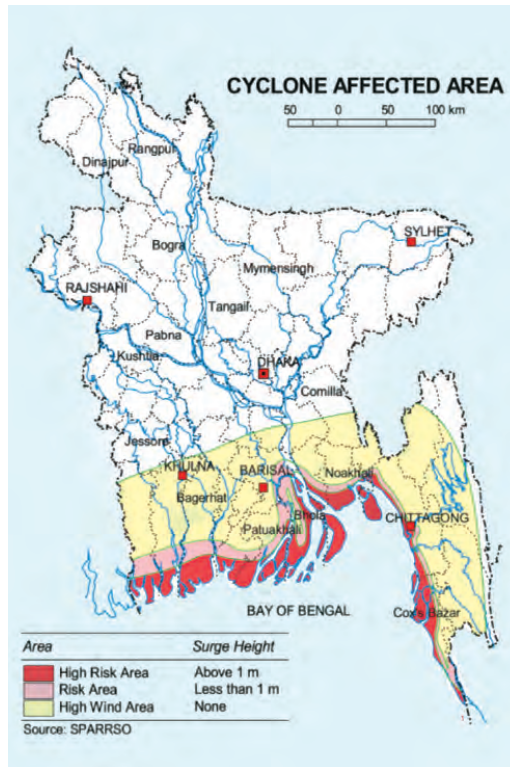 CYCLONE AFFECTED AREA
50 0 50 100 km
Rangpur
Dinajpur
SYLHET
Bogra
Mymensingh
RAJSHAHI
Tangail
Pabna
Kushtia
DHAKA
Comilla
Jessore
KHULNA
BARISAL
Noakhali
Bagerhat
Bhola
Patuakhali
CHITTAGONG
BAY OF BENGAL
Cox's Bazar
Area Surge Height
High Risk Area Above 1 m
Risk Area Less than 1 m
High Wind Area None
Source: SPARRSO